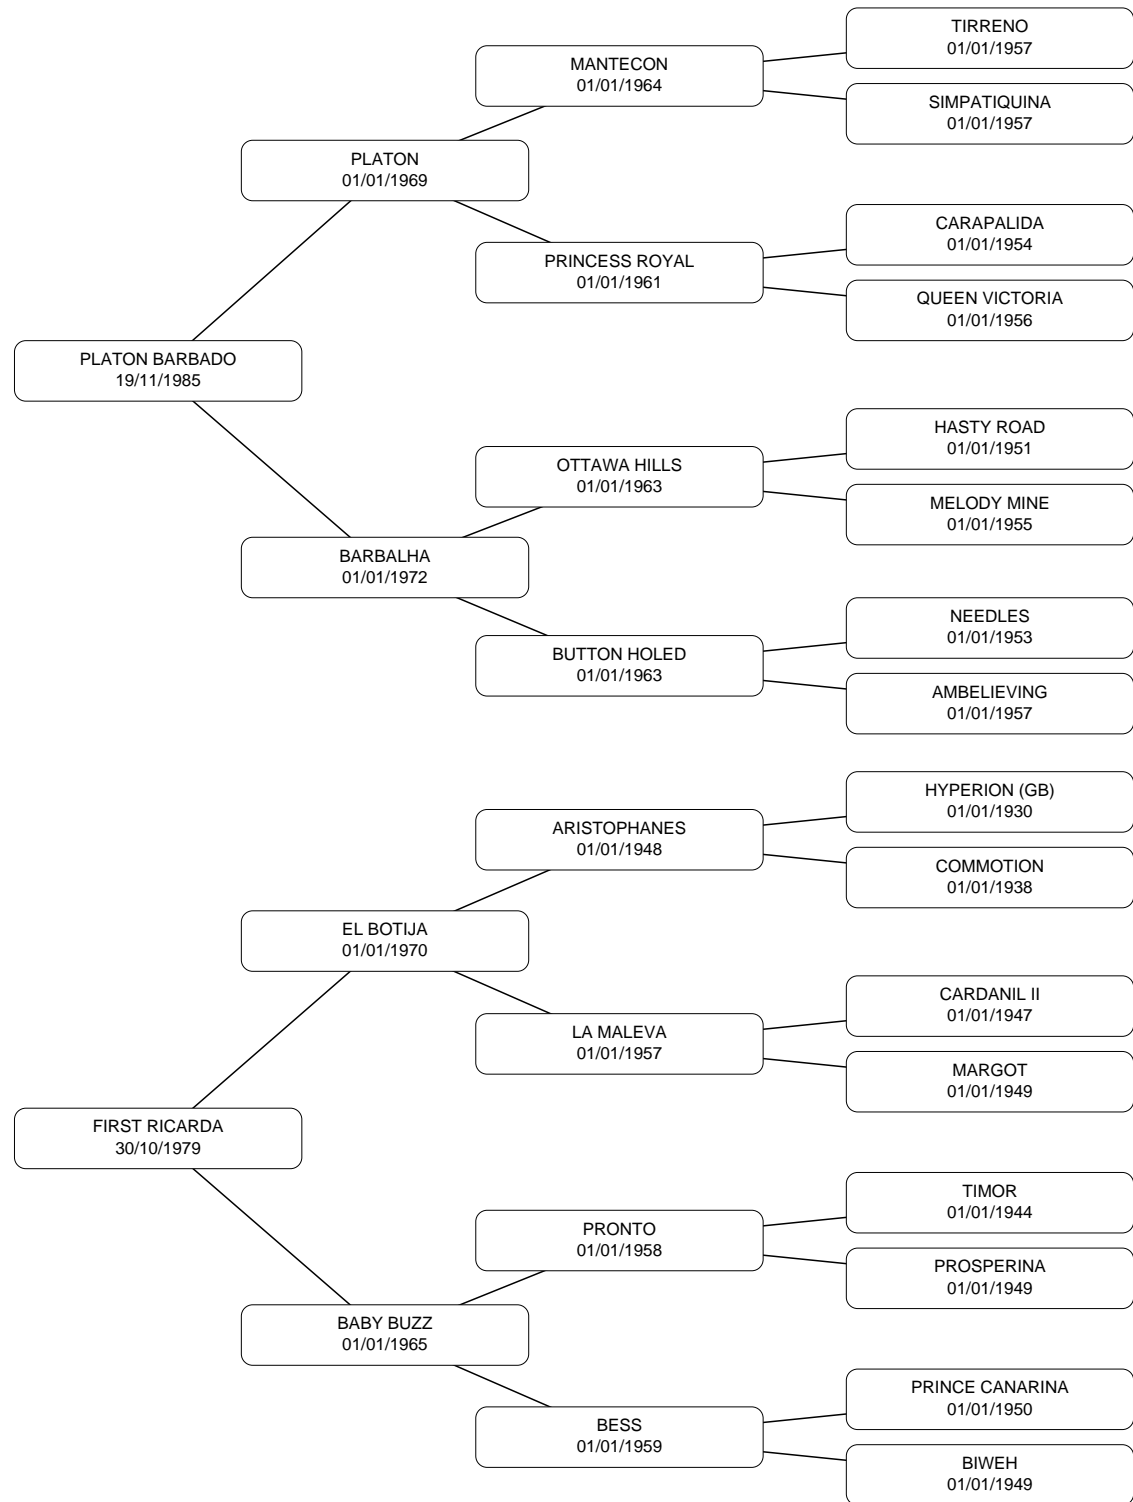 TIRRENO
01/01/1957
MANTECON
01/01/1964
SIMPATIQUINA
01/01/1957
PLATON
01/01/1969
CARAPALIDA
01/01/1954
PRINCESS ROYAL
01/01/1961
QUEEN VICTORIA
01/01/1956
PLATON BARBADO
19/11/1985
HASTY ROAD
01/01/1951
OTTAWA HILLS
01/01/1963
MELODY MINE
01/01/1955
BARBALHA
01/01/1972
NEEDLES
01/01/1953
BUTTON HOLED
01/01/1963
AMBELIEVING
01/01/1957
HYPERION (GB)
01/01/1930
ARISTOPHANES
01/01/1948
COMMOTION
01/01/1938
EL BOTIJA
01/01/1970
CARDANIL II
01/01/1947
LA MALEVA
01/01/1957
MARGOT
01/01/1949
FIRST RICARDA
30/10/1979
TIMOR
01/01/1944
PRONTO
01/01/1958
PROSPERINA
01/01/1949
BABY BUZZ
01/01/1965
PRINCE CANARINA
01/01/1950
BESS
01/01/1959
BIWEH
01/01/1949